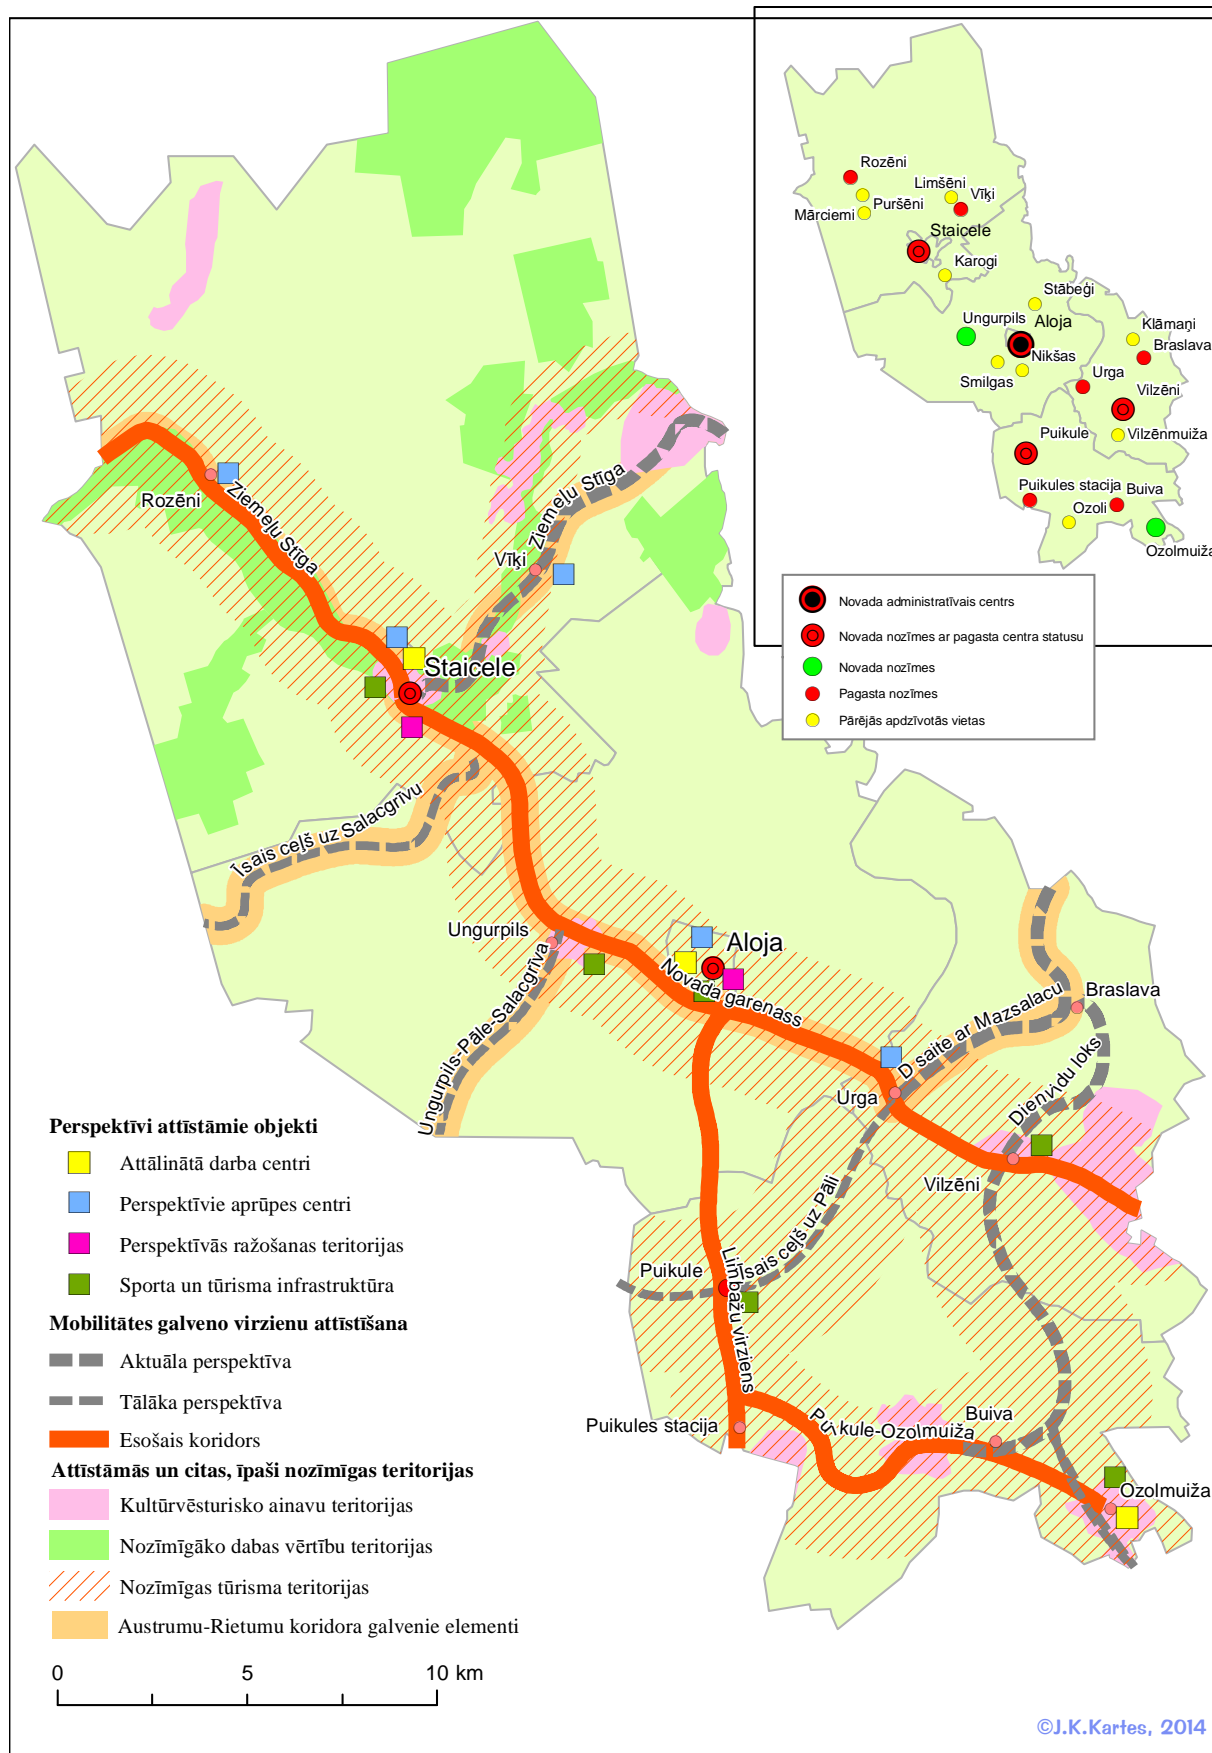 Rozēni
Limšēni
Vīķi
Puršēni
Mārciemi
Staicele
Karogi
Stābeģi
Ungurpils
Aloja
Klāmaņi
Braslava
Nikšas
Smilgas
Urga
Vilzēni
Puikule
Vilzēnmuiža
Puikules stacija
Buiva
Ozoli
Ozolmuiža
Novada administratīvais centrs
Novada nozīmes ar pagasta centra statusu
Novada nozīmes
Pagasta nozīmes
Pārējās apdzīvotās vietas
Rozēni
Ziemeļu Stīga
Ziemeļu Stīga
Vīķi
Staicele
Īsais ceļš uz Salacgrīvu
Ungurpils
Aloja
Novada garenass
Ungurpils-Pāle-Salacgrīva
D saite ar Mazsalacu
Braslava
Dienvidu loks
Urga
Vilzēni
Īsais ceļš uz Pāli
Puikule
Limbažu virziens
Puikules stacija
Puikule-Ozolmuiža
Buiva
Ozolmuiža
Perspektīvi attīstāmie objekti
Attālinātā darba centri
Perspektīvie aprūpes centri
Perspektīvās ražošanas teritorijas
Sporta un tūrisma infrastruktūra
Mobilitātes galveno virzienu attīstīšana
Aktuāla perspektīva
Tālāka perspektīva
Esošais koridors
Attīstāmās un citas, īpaši nozīmīgas teritorijas
Kultūrvēsturisko ainavu teritorijas
Nozīmīgāko dabas vērtību teritorijas
Nozīmīgas tūrisma teritorijas
Austrumu-Rietumu koridora galvenie elementi
0 5 10 km
©J.K.Kartes, 2014